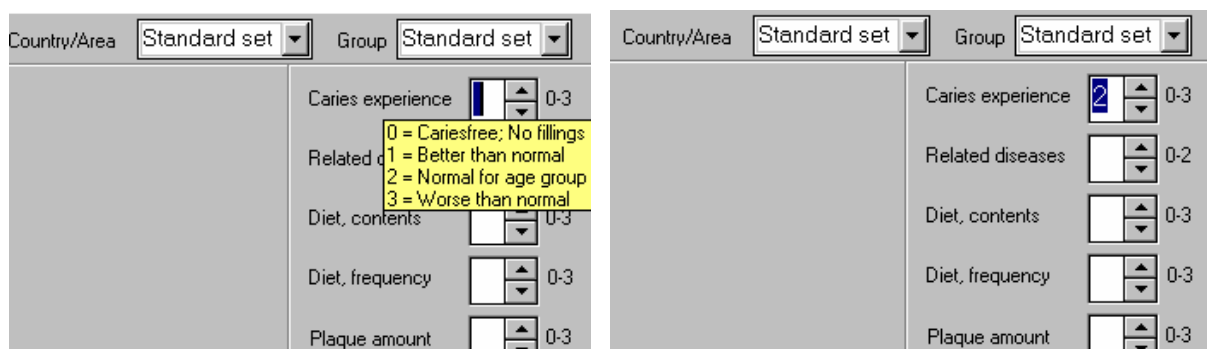 Country/Area Standard set Group Standard set
Caries experience 0-3
0 = Cariesfree; No fillings
1 = Better than normal
2 = Normal for age group
3 = Worse than normal
Related d
Diet, contents 0-3
Diet, frequency 0-3
Plaque amount 0-3
Country/Area Standard set Group Standard set
Caries experience 2 0-3
Related diseases 0-2
Diet, contents 0-3
Diet, frequency 0-3
Plaque amount 0-3